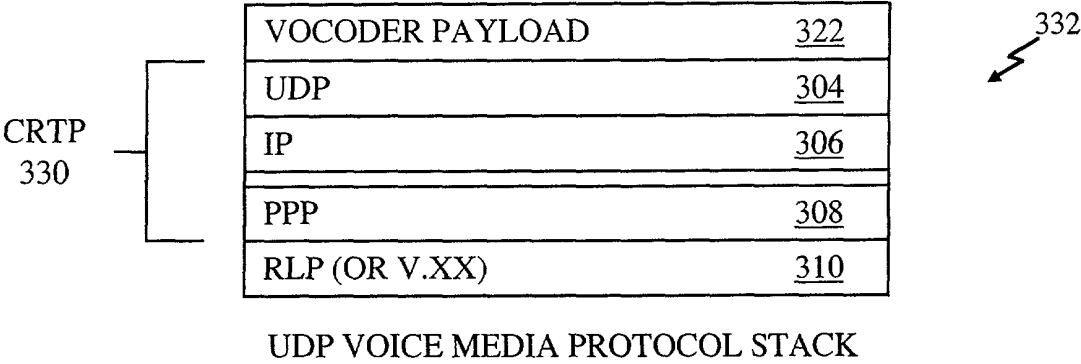 VOCODER PAYLOAD 322
332
UDP 304
CRTP
330
IP 306
PPP 308
RLP (OR V.XX) 310
UDP VOICE MEDIA PROTOCOL STACK